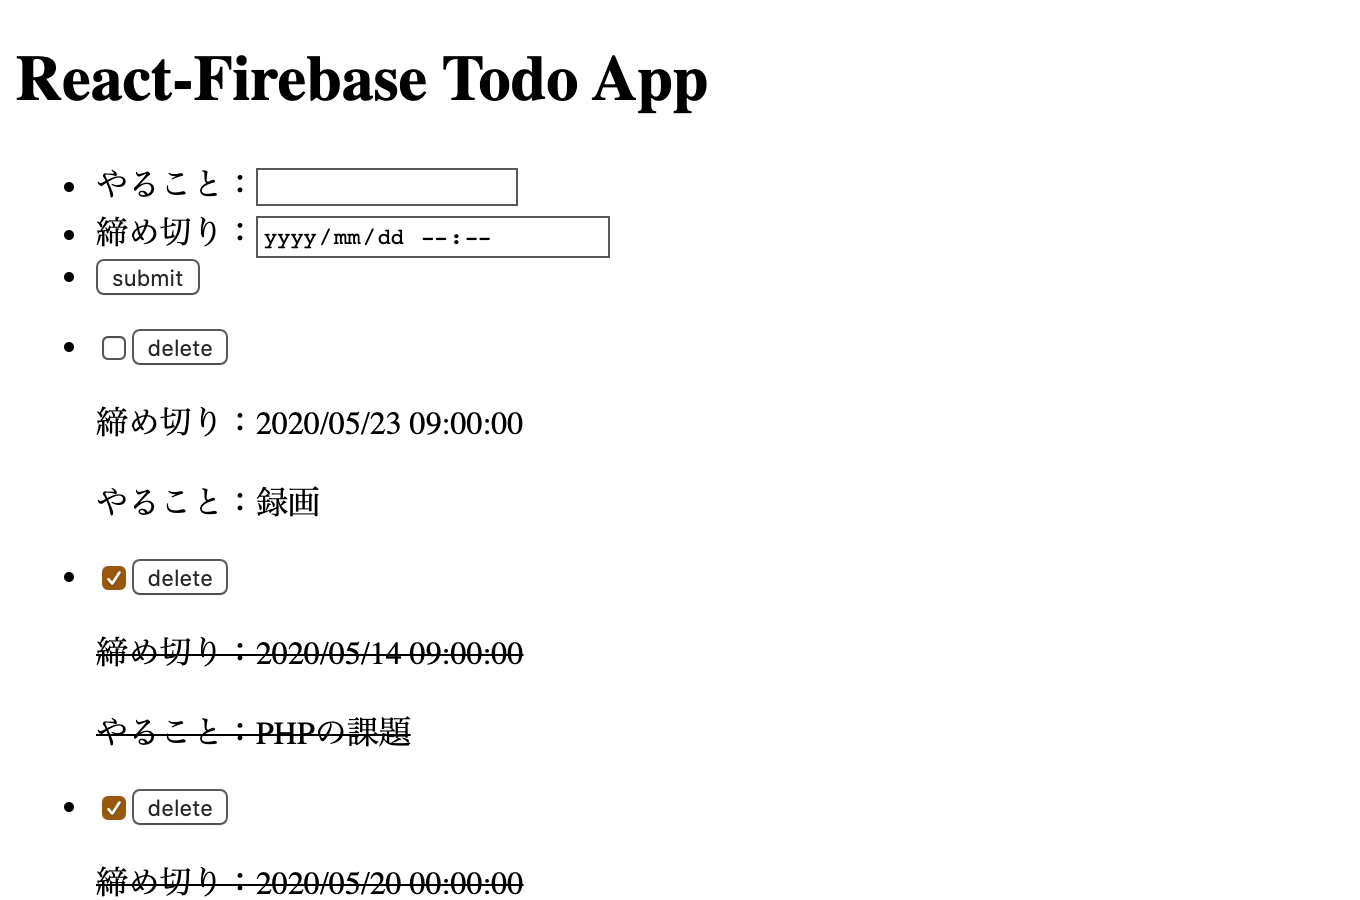 React-Firebase Todo App
やること：
締め切り：yyyy/mm/dd --:--
submit
delete
締め切り：2020/05/23 09:00:00
やること：録画
delete
締め切り：2020/05/14 09:00:00
やること：PHPの課題
delete
締め切り：2020/05/20 00:00:00